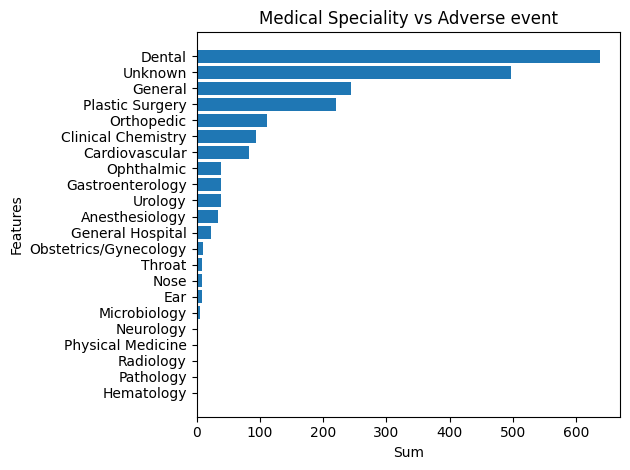 Medical Speciality vs Adverse event
Dental
Unknown
General
Plastic Surgery
Orthopedic
Clinical Chemistry
Cardiovascular
Ophthalmic
Gastroenterology
Urology
Anesthesiology
General Hospital
Obstetrics/Gynecology
Throat
Nose
Ear
Microbiology
Neurology
Physical Medicine
Radiology
Pathology
Hematology
Features
0 100 200 300 400 500 600
Sum